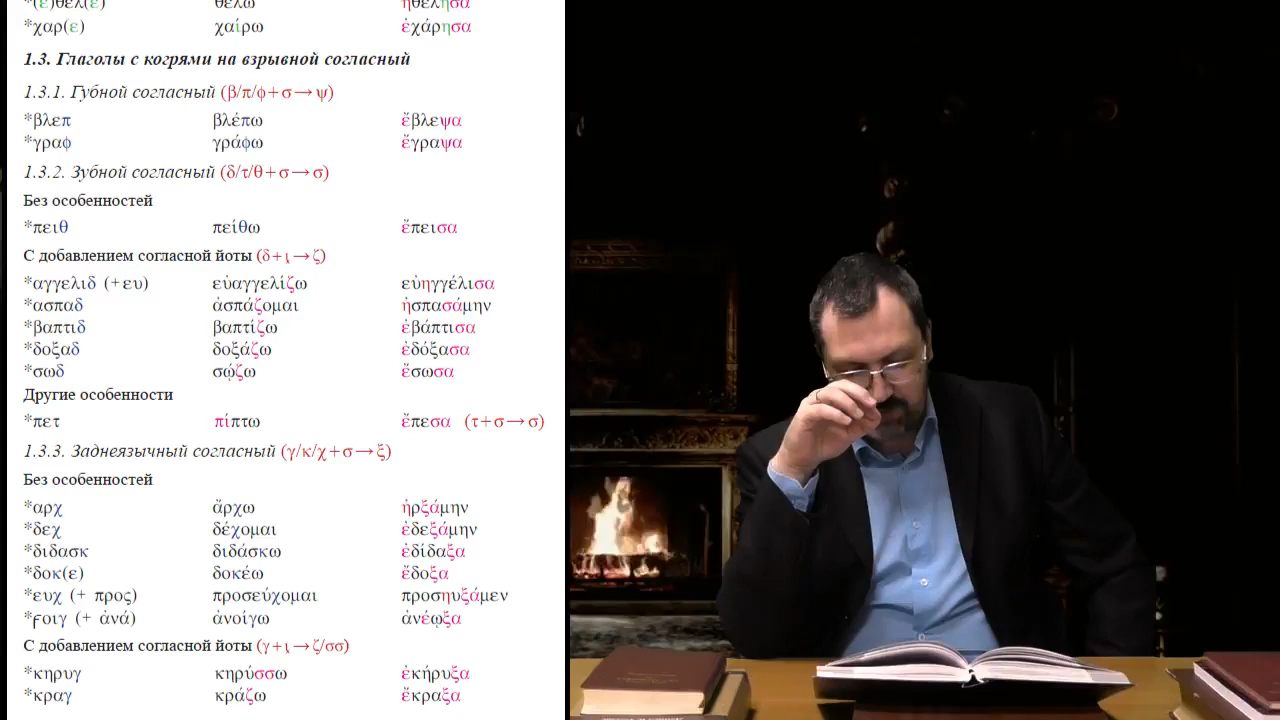 *(ε)θελ(ε) θέλω ἠθέλησα
*χαρ(ε) χαίρω ἐχάρησα
1.3. Глаголы с когрями на взрывной согласный
1.3.1. Губной согласный (β/π/φ+σ→ψ)
*βλεπ βλέπω ἔβλεψα
*γραφ γράφω ἔγραψα
1.3.2. Зубной согласный (δ/τ/θ+σ→σ)
Без особенностей
*πειθ πείθω ἔπεισα
С добавлением согласной йоты (δ+ι→ζ)
*αγγελιδ (+ευ) εὐαγγελίζω εὐηγγέλισα
*ασπαδ ἀσπάζομαι ἠσπασάμην
*βαπτιδ βαπτίζω ἐβάπτισα
*δοξαδ δοξάζω ἐδόξασα
*σωδ σῴζω ἔσωσα
Другие особенности
*πετ πίπτω ἔπεσα (τ+σ→σ)
1.3.3. Заднеязычный согласный (γ/κ/χ+σ→ξ)
Без особенностей
*αρχ ἄρχω ἠρξάμην
*δεχ δέχομαι ἐδεξάμην
*διδασκ διδάσκω ἐδίδαξα
*δοκ(ε) δοκέω ἔδοξα
*ευχ (+ προς) προσεύχομαι προσηυξάμεν
*ϝοιγ (+ ἀνά) ἀνοίγω ἀνέῳξα
С добавлением согласной йоты (γ+ι→ζ/σσ)
*κηρυγ κηρύσσω ἐκήρυξα
*κραγ κράζω ἔκραξα